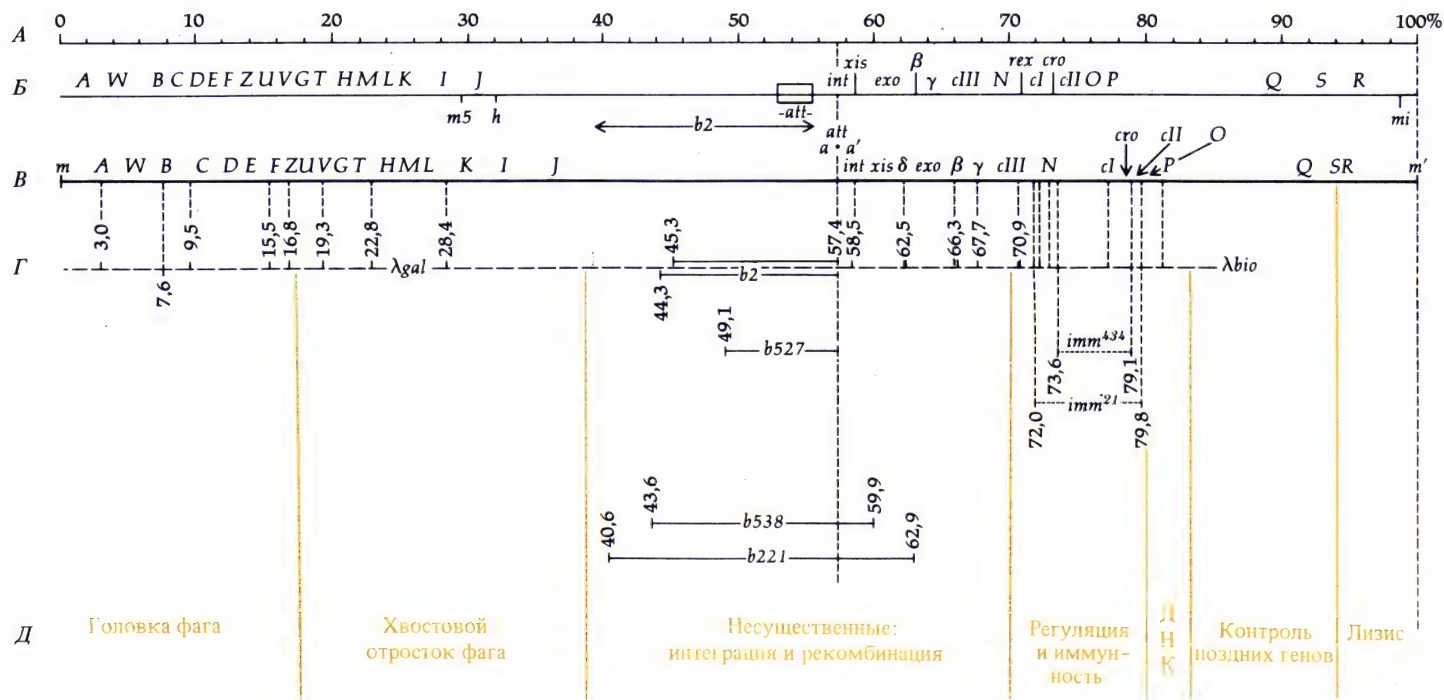 А 0 10 20 30 40 50 60 70 80 90 100%
xis β rex cro
Б A W B C D E F Z U V G T H M L K I J int exo γ cIII N cI cII O P Q S R
m5 h -att- mi
b2 att cro cII O
a • a'
В m A W B C D E F Z U V G T H M L K I J int xis δ exo β γ cIII N cI P Q S R m'
3,0 9,5 15,5 16,8 19,3 22,8 28,4 45,3 57,4 58,5 62,5 66,3 67,7 70,9
Г λgal λbio
7,6 44,3 b2
49,1 b527 imm⁴³⁴
73,6 79,1
72,0 imm²¹ 79,8
43,6 b538 59,9
40,6 b221 62,9
Д Головка фага Хвостовой отросток фага Несущественные: интеграция и рекомбинация Регуляция и иммун- ность ДНК Контроль поздних генов Лизис